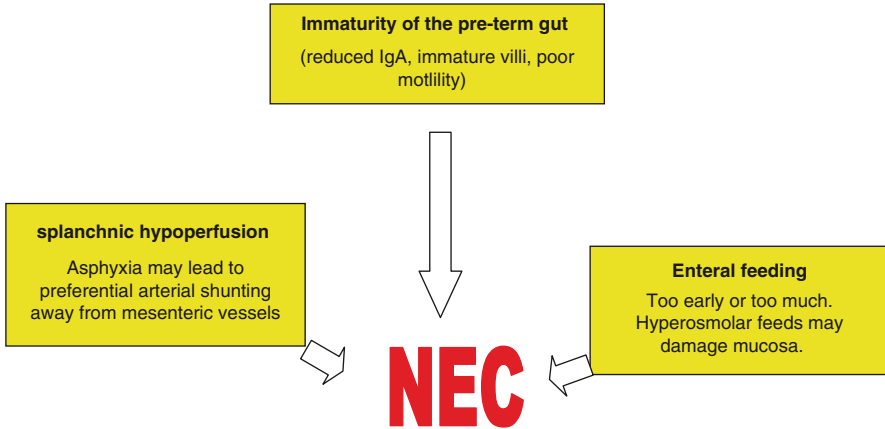 Immaturity of the pre-term gut
(reduced IgA, immature villi, poor
motlility)
splanchnic hypoperfusion
Asphyxia may lead to
preferential arterial shunting
away from mesenteric vessels
Enteral feeding
Too early or too much.
Hyperosmolar feeds may
damage mucosa.
NEC